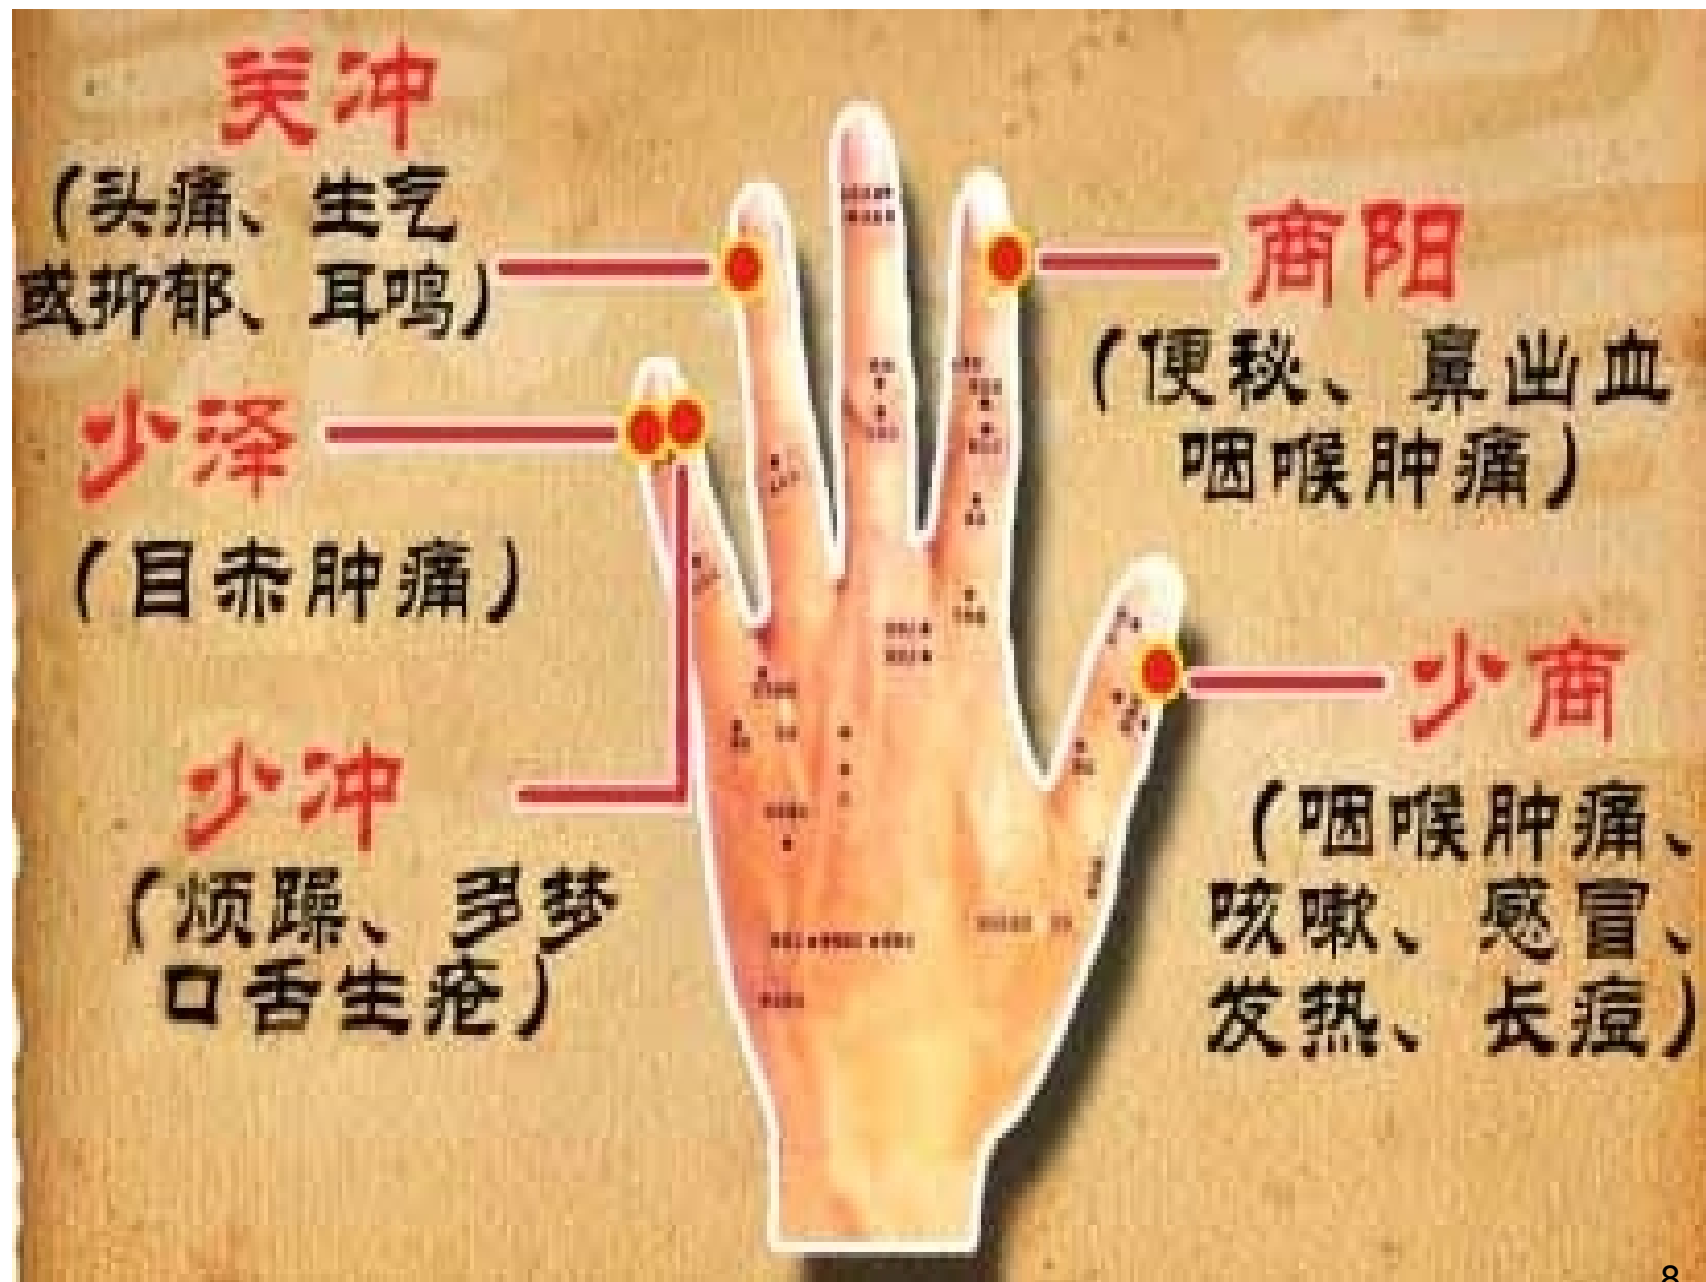 关冲
(头痛、生气
或抑郁、耳鸣)
少泽
(目赤肿痛)
少冲
(烦躁、多梦
口舌生疮)
商阳
(便秘、鼻出血
咽喉肿痛)
少商
(咽喉肿痛、
咳嗽、感冒、
发热、长痘)
8